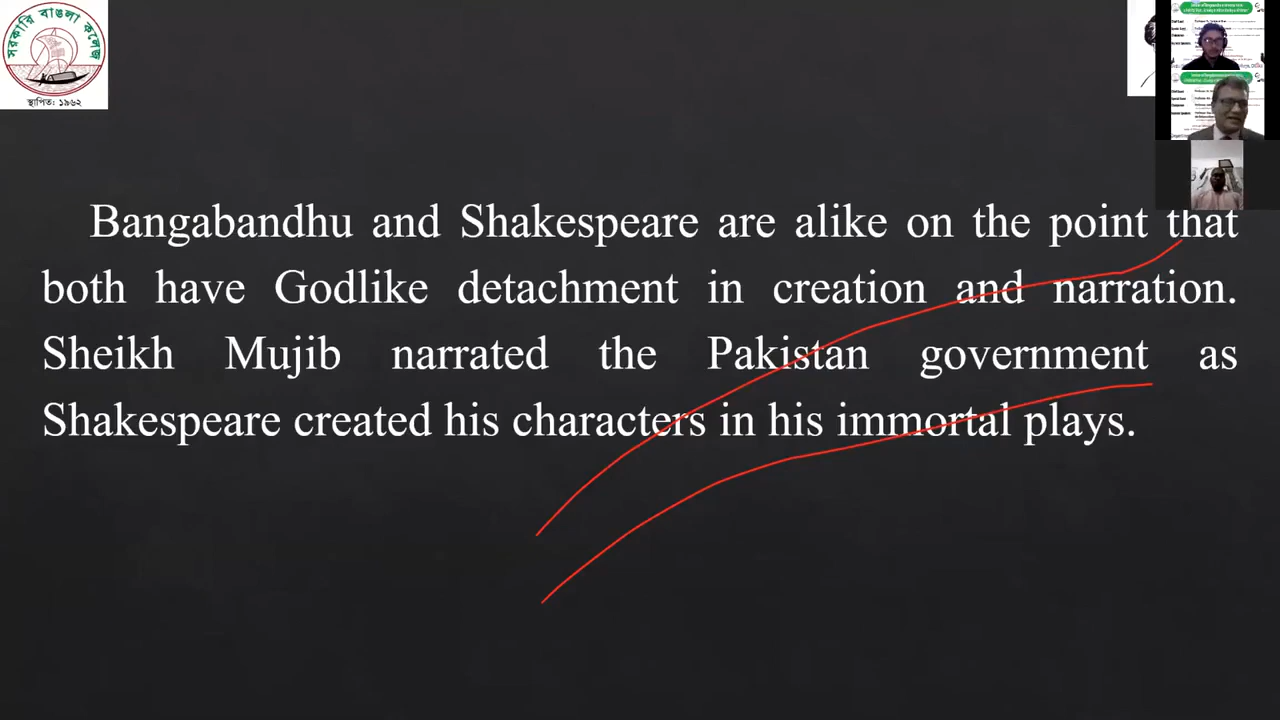 সরকারি বাঙলা কলেজ
স্থাপিত: ১৯৬২
Bangabandhu and Shakespeare are alike on the point that
both have Godlike detachment in creation and narration.
Sheikh Mujib narrated the Pakistan government as
Shakespeare created his characters in his immortal plays.